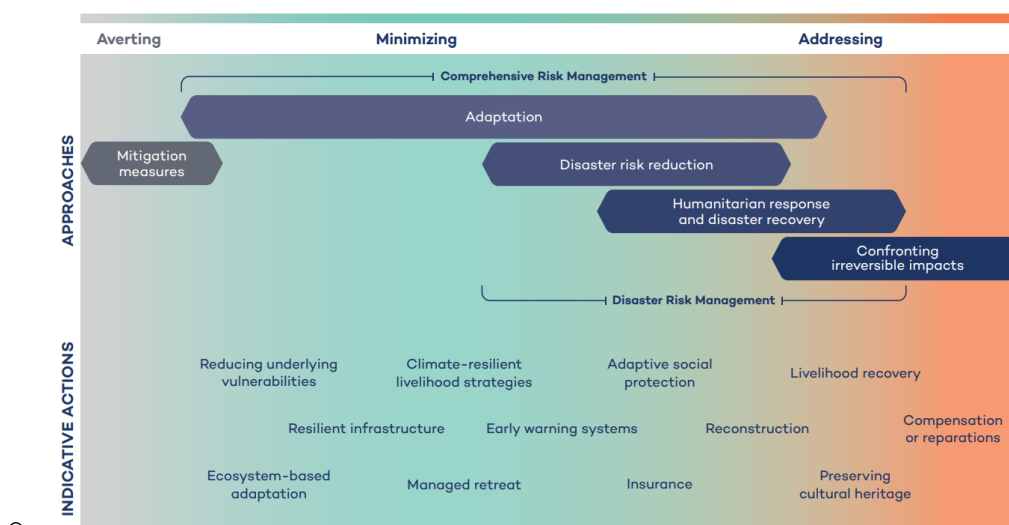 Averting
Minimizing
Addressing
Comprehensive Risk Management
Adaptation
APPROACHES
Mitigation
measures
Disaster risk reduction
Humanitarian response
and disaster recovery
Confronting
irreversible impacts
Disaster Risk Management
INDICATIVE ACTIONS
Reducing underlying
vulnerabilities
Climate-resilient
livelihood strategies
Adaptive social
protection
Livelihood recovery
Resilient infrastructure
Early warning systems
Reconstruction
Compensation
or reparations
Ecosystem-based
adaptation
Managed retreat
Insurance
Preserving
cultural heritage